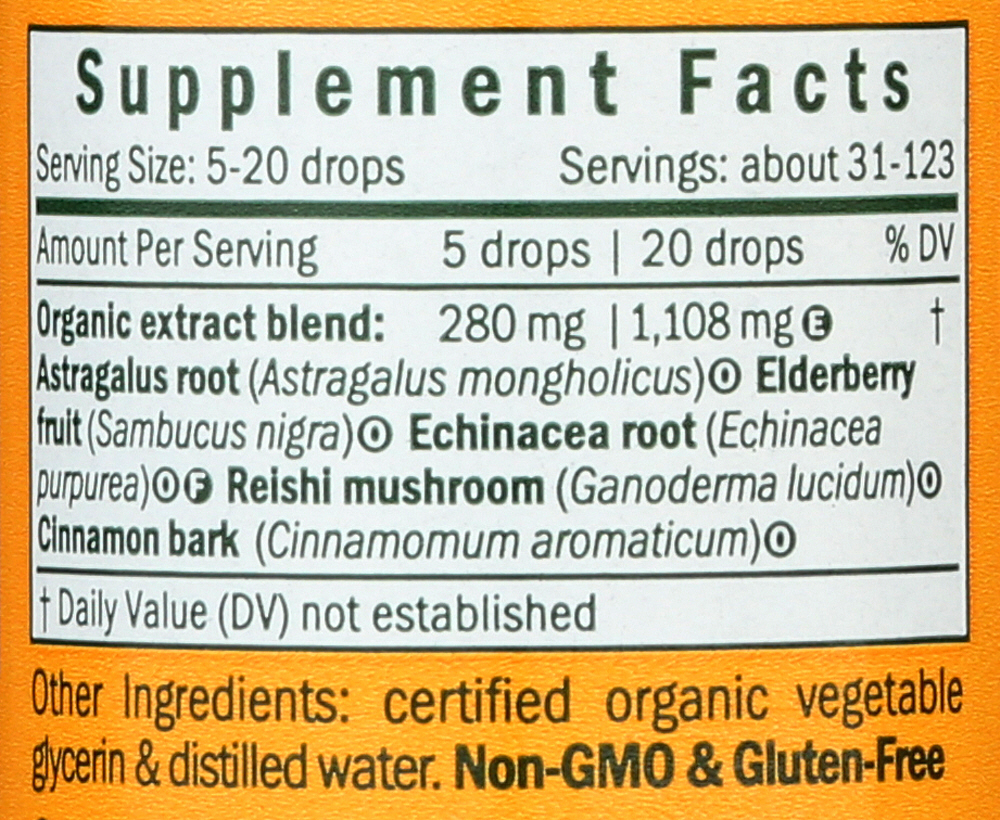 Supplement Facts
Serving Size: 5-20 drops Servings: about 31-123
Amount Per Serving 5 drops | 20 drops % DV
Organic extract blend: 280 mg | 1,108 mg Ⓔ †
Astragalus root (Astragalus mongholicus)Ⓞ Elderberry
fruit (Sambucus nigra)Ⓞ Echinacea root (Echinacea
purpurea)ⓄⒻ Reishi mushroom (Ganoderma lucidum)Ⓞ
Cinnamon bark (Cinnamomum aromaticum)Ⓞ
† Daily Value (DV) not established
Other Ingredients: certified organic vegetable
glycerin & distilled water. Non-GMO & Gluten-Free